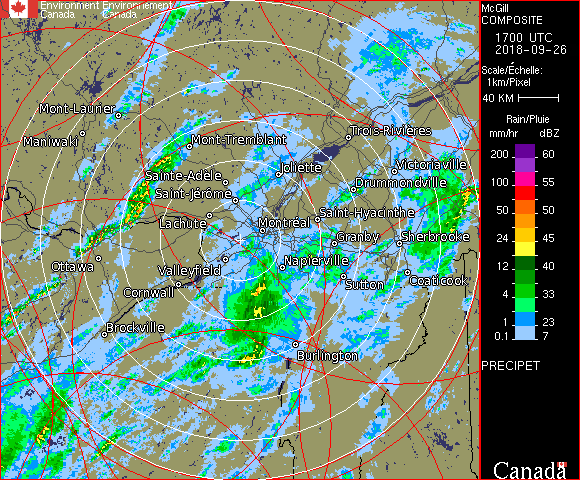 Environment Environnement
Canada Canada
McGill
COMPOSITE
1700 UTC
2018-09-26
Scale/Échelle:
1km/Pixel
40 KM
Rain/Pluie
mm/hr dBZ
200 60
100 55
50 50
24 45
12 40
4 33
1 23
0.1 7
PRECIPET
Canada
Mont-Laurier
Maniwaki
Mont-Tremblant
Trois-Rivières
Joliette
Victoriaville
Sainte-Adèle
Drummondville
Saint-Jérôme
Saint-Hyacinthe
Lachute
Montréal
Granby
Sherbrooke
Ottawa
Valleyfield
Napierville
Coaticook
Cornwall
Sutton
Brockville
Burlington